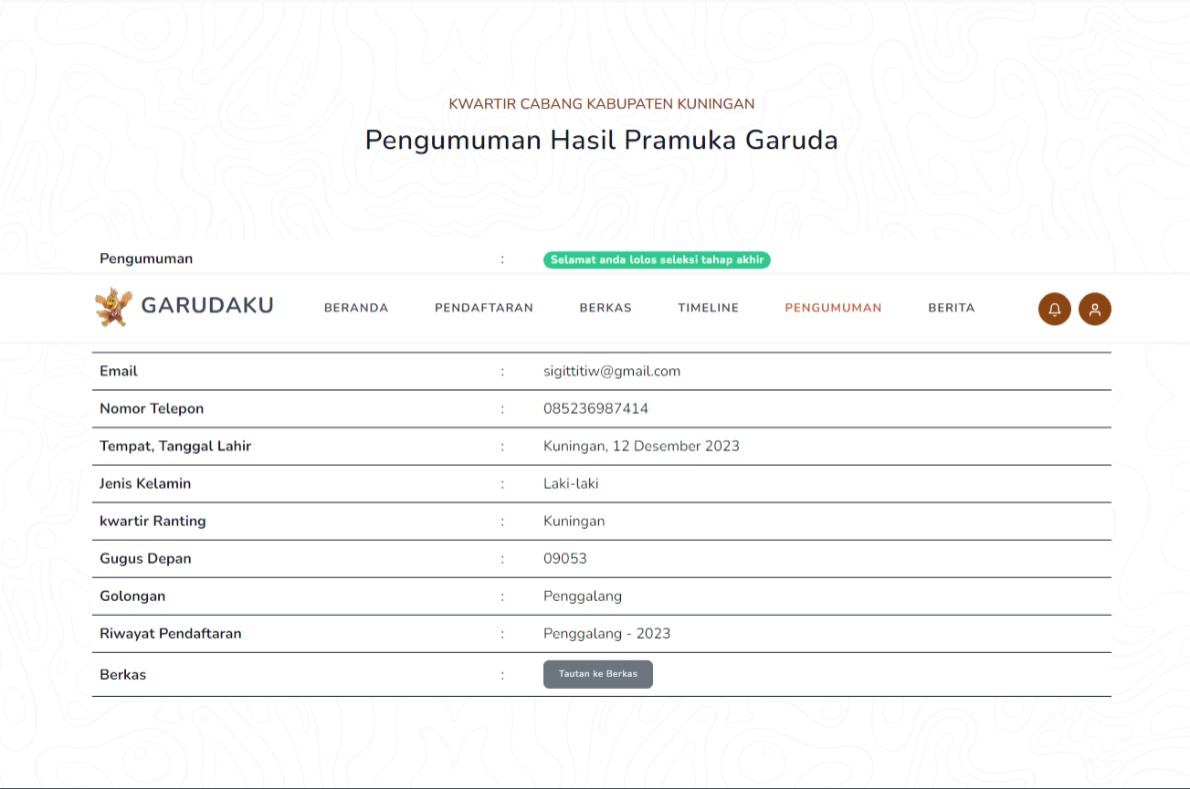 KWARTIR CABANG KABUPATEN KUNINGAN
Pengumuman Hasil Pramuka Garuda
Pengumuman : Selamat anda lolos seleksi tahap akhir
GARUDAKU BERANDA PENDAFTARAN BERKAS TIMELINE PENGUMUMAN BERITA
Email : sigittitiw@gmail.com
Nomor Telepon : 085236987414
Tempat, Tanggal Lahir : Kuningan, 12 Desember 2023
Jenis Kelamin : Laki-laki
kwartir Ranting : Kuningan
Gugus Depan : 09053
Golongan : Penggalang
Riwayat Pendaftaran : Penggalang - 2023
Berkas : Tautan ke Berkas